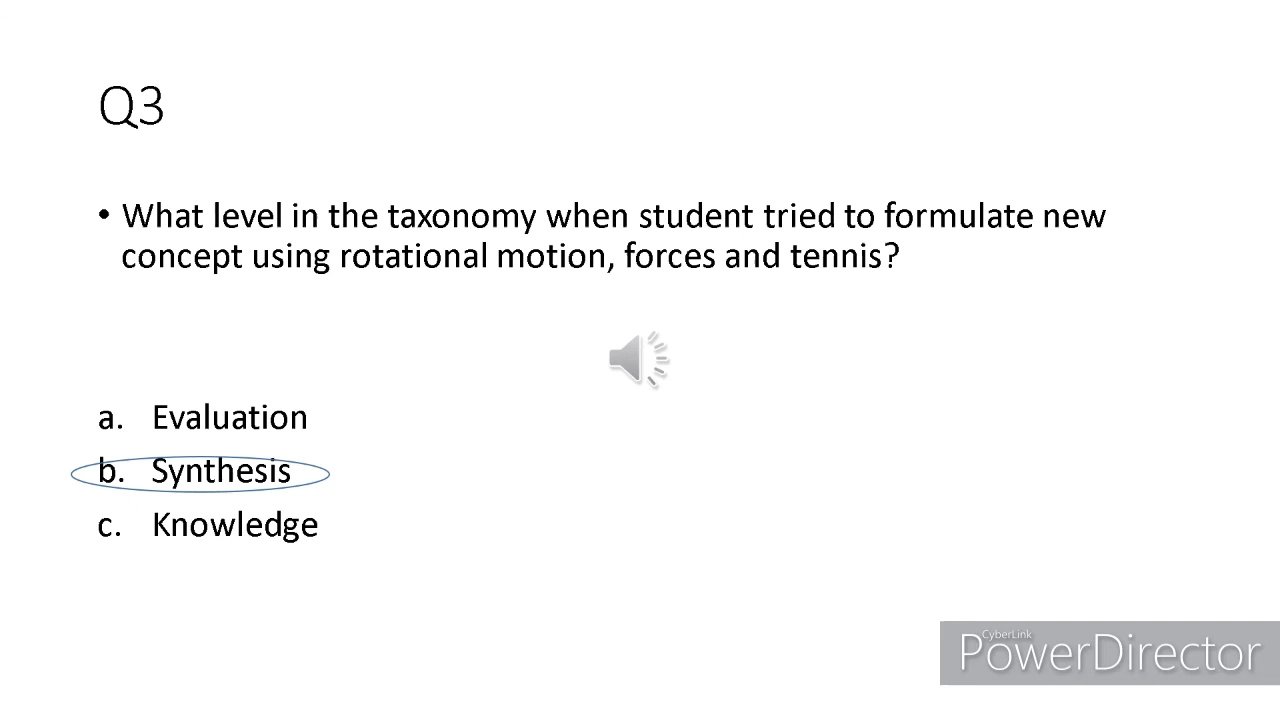 Q3
• What level in the taxonomy when student tried to formulate new
concept using rotational motion, forces and tennis?
a. Evaluation
b. Synthesis
c. Knowledge
CyberLink
PowerDirector